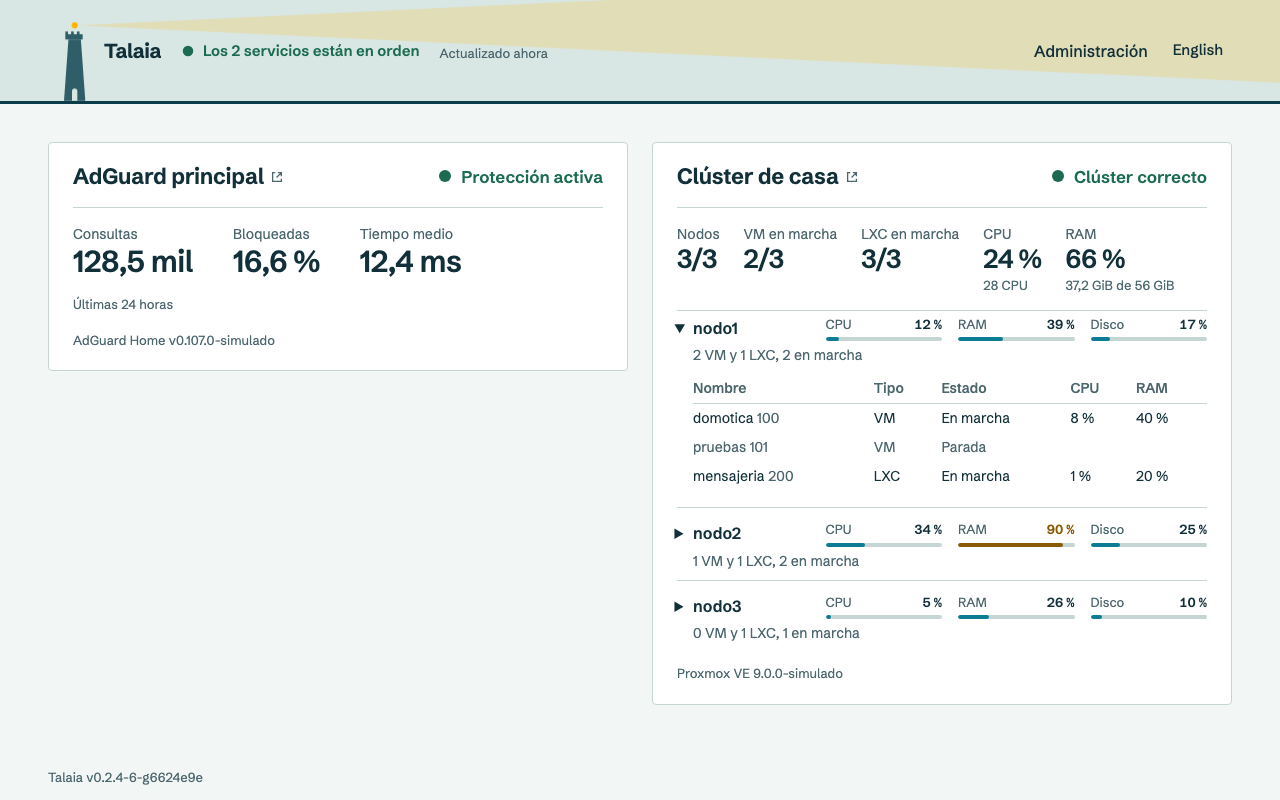 Talaia
Los 2 servicios están en orden
Actualizado ahora
Administración
English
AdGuard principal
Protección activa
Consultas
Bloqueadas
Tiempo medio
128,5 mil
16,6 %
12,4 ms
Últimas 24 horas
AdGuard Home v0.107.0-simulado
Clúster de casa
Clúster correcto
Nodos
VM en marcha
LXC en marcha
CPU
RAM
3/3
2/3
3/3
24 %
66 %
28 CPU
37,2 GiB de 56 GiB
nodo1
CPU 12 %
RAM 39 %
Disco 17 %
2 VM y 1 LXC, 2 en marcha
Nombre Tipo Estado CPU RAM
domotica 100 VM En marcha 8 % 40 %
pruebas 101 VM Parada
mensajeria 200 LXC En marcha 1 % 20 %
nodo2
CPU 34 %
RAM 90 %
Disco 25 %
1 VM y 1 LXC, 2 en marcha
nodo3
CPU 5 %
RAM 26 %
Disco 10 %
0 VM y 1 LXC, 1 en marcha
Proxmox VE 9.0.0-simulado
Talaia v0.2.4-6-g6624e9e